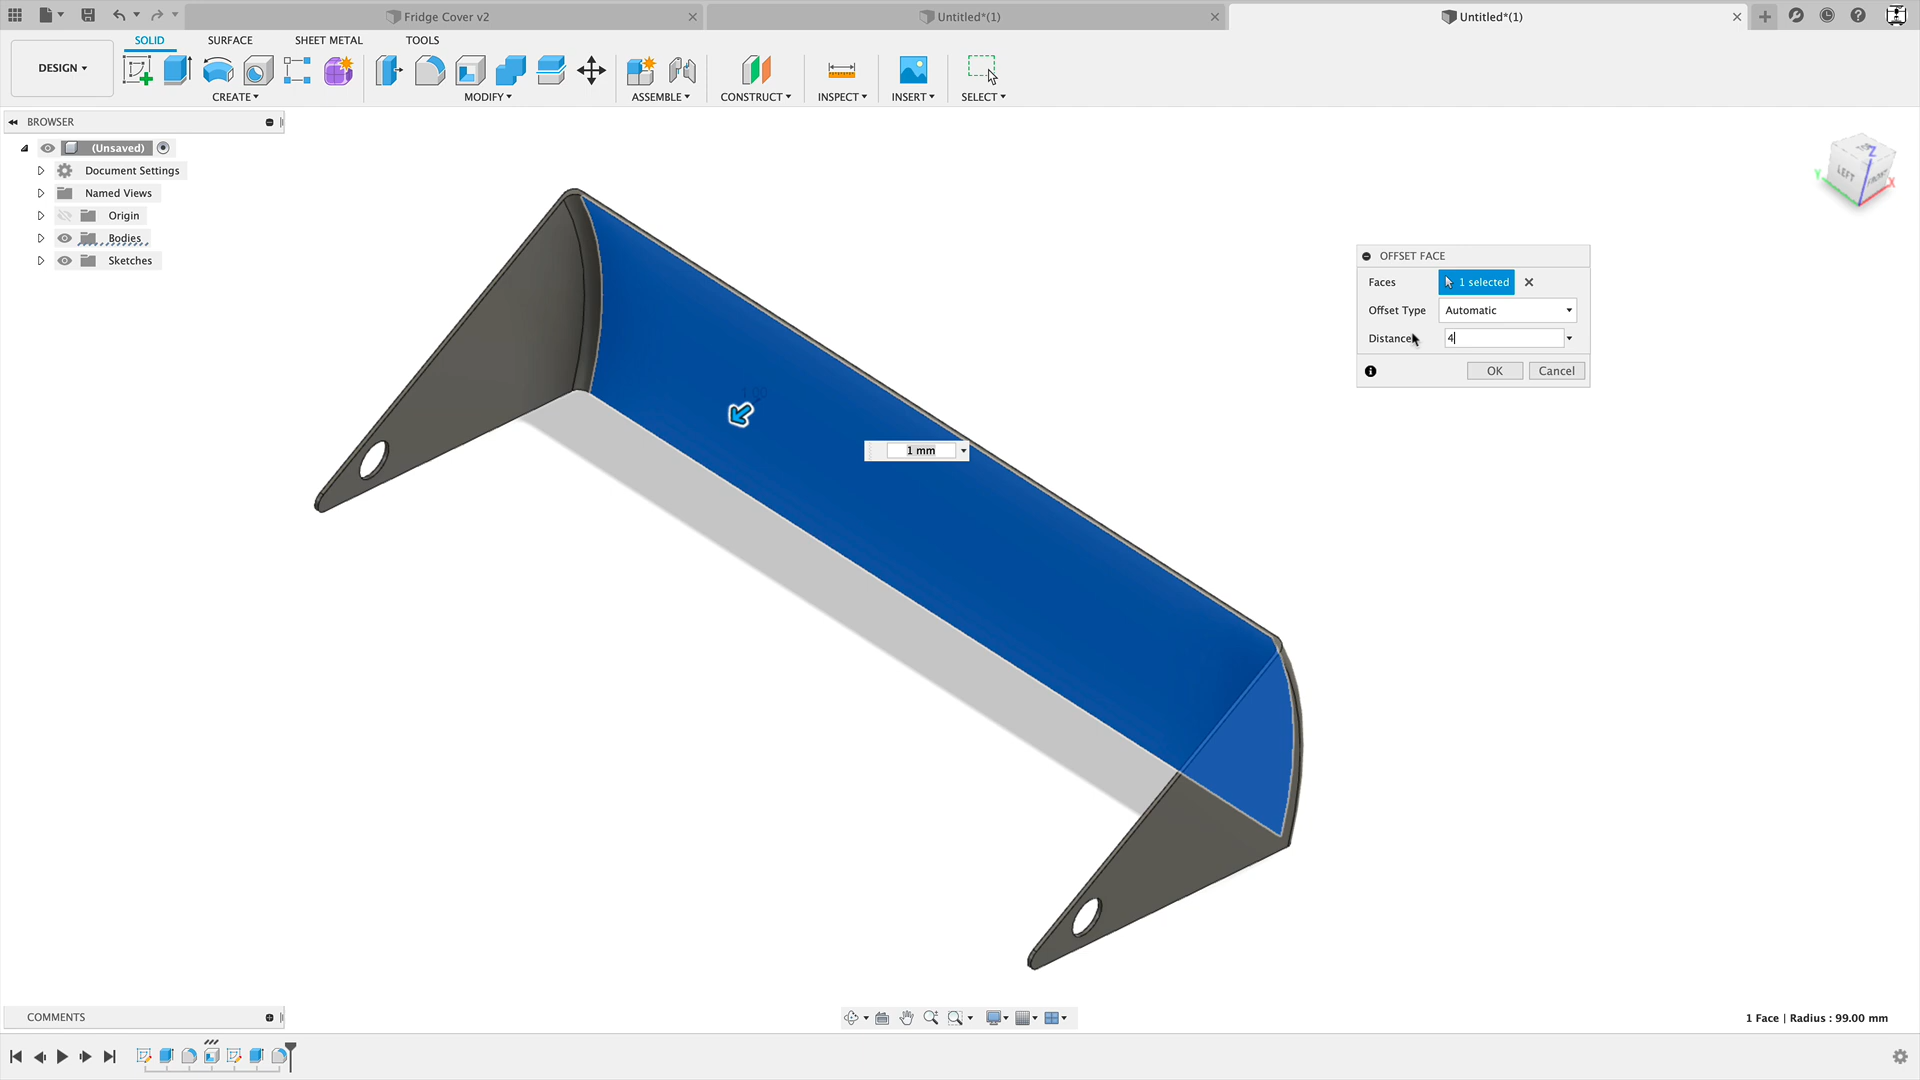 Fridge Cover v2
Untitled*(1)
Untitled*(1)
DESIGN
SOLID
SURFACE
SHEET METAL
TOOLS
CREATE
MODIFY
ASSEMBLE
CONSTRUCT
INSPECT
INSERT
SELECT
BROWSER
(Unsaved)
Document Settings
Named Views
Origin
Bodies
Sketches
Z
LEFT
FRONT
Y
X
OFFSET FACE
Faces
1 selected
Offset Type
Automatic
Distance
4
OK
Cancel
1 mm
COMMENTS
1 Face | Radius : 99.00 mm